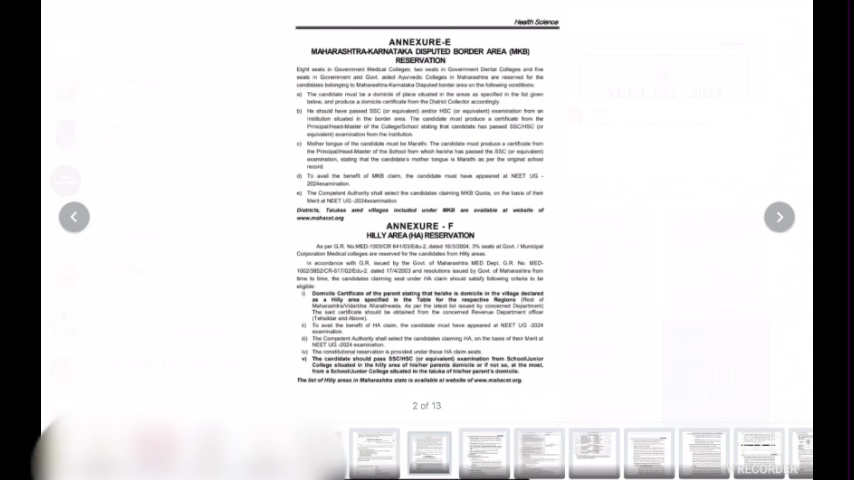 Health Science
ANNEXURE-E
MAHARASHTRA-KARNATAKA DISPUTED BORDER AREA (MKB)
RESERVATION
Eight seats in Government Medical Colleges, two seats in Government Dental Colleges and five
seats in Government and Govt. aided Ayurvedic Colleges in Maharashtra are reserved for the
candidates belonging to Maharashtra-Karnataka Disputed border area on the following conditions:
a) The candidate must be a domicile of place situated in the areas as specified in the list given
below, and produce a domicile certificate from the District Collector accordingly.
b) He should have passed SSC (or equivalent) and/or HSC (or equivalent) examination from an
Institution situated in the border area. The candidate must produce a certificate from the
Principal/Head-Master of the College/School stating that candidate has passed SSC/HSC (or
equivalent) examination from the Institution.
c) Mother tongue of the candidate must be Marathi. The candidate must produce a certificate from
the Principal/Head-Master of the School from which he/she has passed the SSC (or equivalent)
examination, stating that the candidate's mother tongue is Marathi as per the original school
record.
d) To avail the benefit of MKB claim, the candidate must have appeared at NEET UG -
2024examination.
e) The Competent Authority shall select the candidates claiming MKB Quota, on the basis of their
Merit at NEET UG -2024examination
Districts, Talukas amd villages included under MKB are available at website of
www.mahacet.org
ANNEXURE - F
HILLY AREA (HA) RESERVATION
As per G.R. No.MED-1003/CR 641/03/Edu-2, dated 16/3/2004, 3% seats at Govt. / Municipal
Corporation Medical colleges are reserved for the candidates from Hilly areas.
In accordance with G.R. issued by the Govt. of Maharashtra MED Dept. G.R. No. MED-
1002/3852/CR-617/02/Edu-2, dated 17/4/2003 and resolutions issued by Govt. of Maharashtra from
time to time, the candidates claiming seat under HA claim should satisfy following criteria to be
eligible:
i) Domicile Certificate of the parent stating that he/she is domicile in the village declared
as a Hilly area specified in the Table for the respective Regions (Rest of
Maharashtra/Vidarbha /Marathwada. As per the latest list issued by concerned Department)
The said certificate should be obtained from the concerned Revenue Department officer
(Tehsildar and Above).
ii) To avail the benefit of HA claim, the candidate must have appeared at NEET UG -2024
examination.
iii) The Competent Authority shall select the candidates claiming HA, on the basis of their Merit at
NEET UG -2024 examination.
iv) The constitutional reservation is provided under these HA claim seats.
v) The candidate should pass SSC/HSC (or equivalent) examination from School/Junior
College situated in the hilly area of his/her parents domicile or if not so, at the most,
from a School/Junior College situated in the taluka of his/her parent's domicile.
The list of Hilly areas in Maharashtra state is available at website of www.mahacet.org.
2 of 13
V RECORDER